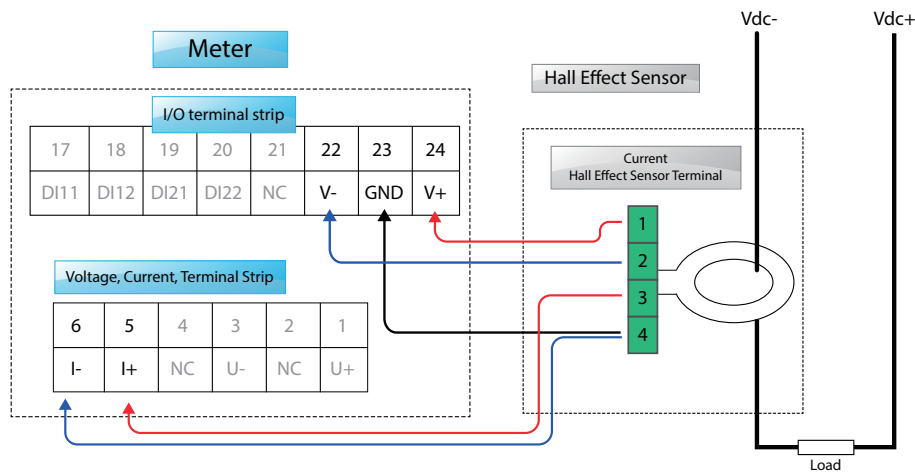 Vdc-
Vdc+
Meter
Hall Effect Sensor
I/O terminal strip
17 18 19 20 21 22 23 24
DI11 DI12 DI21 DI22 NC V- GND V+
Current
Hall Effect Sensor Terminal
1
2
3
4
Voltage, Current, Terminal Strip
6 5 4 3 2 1
I- I+ NC U- NC U+
Load